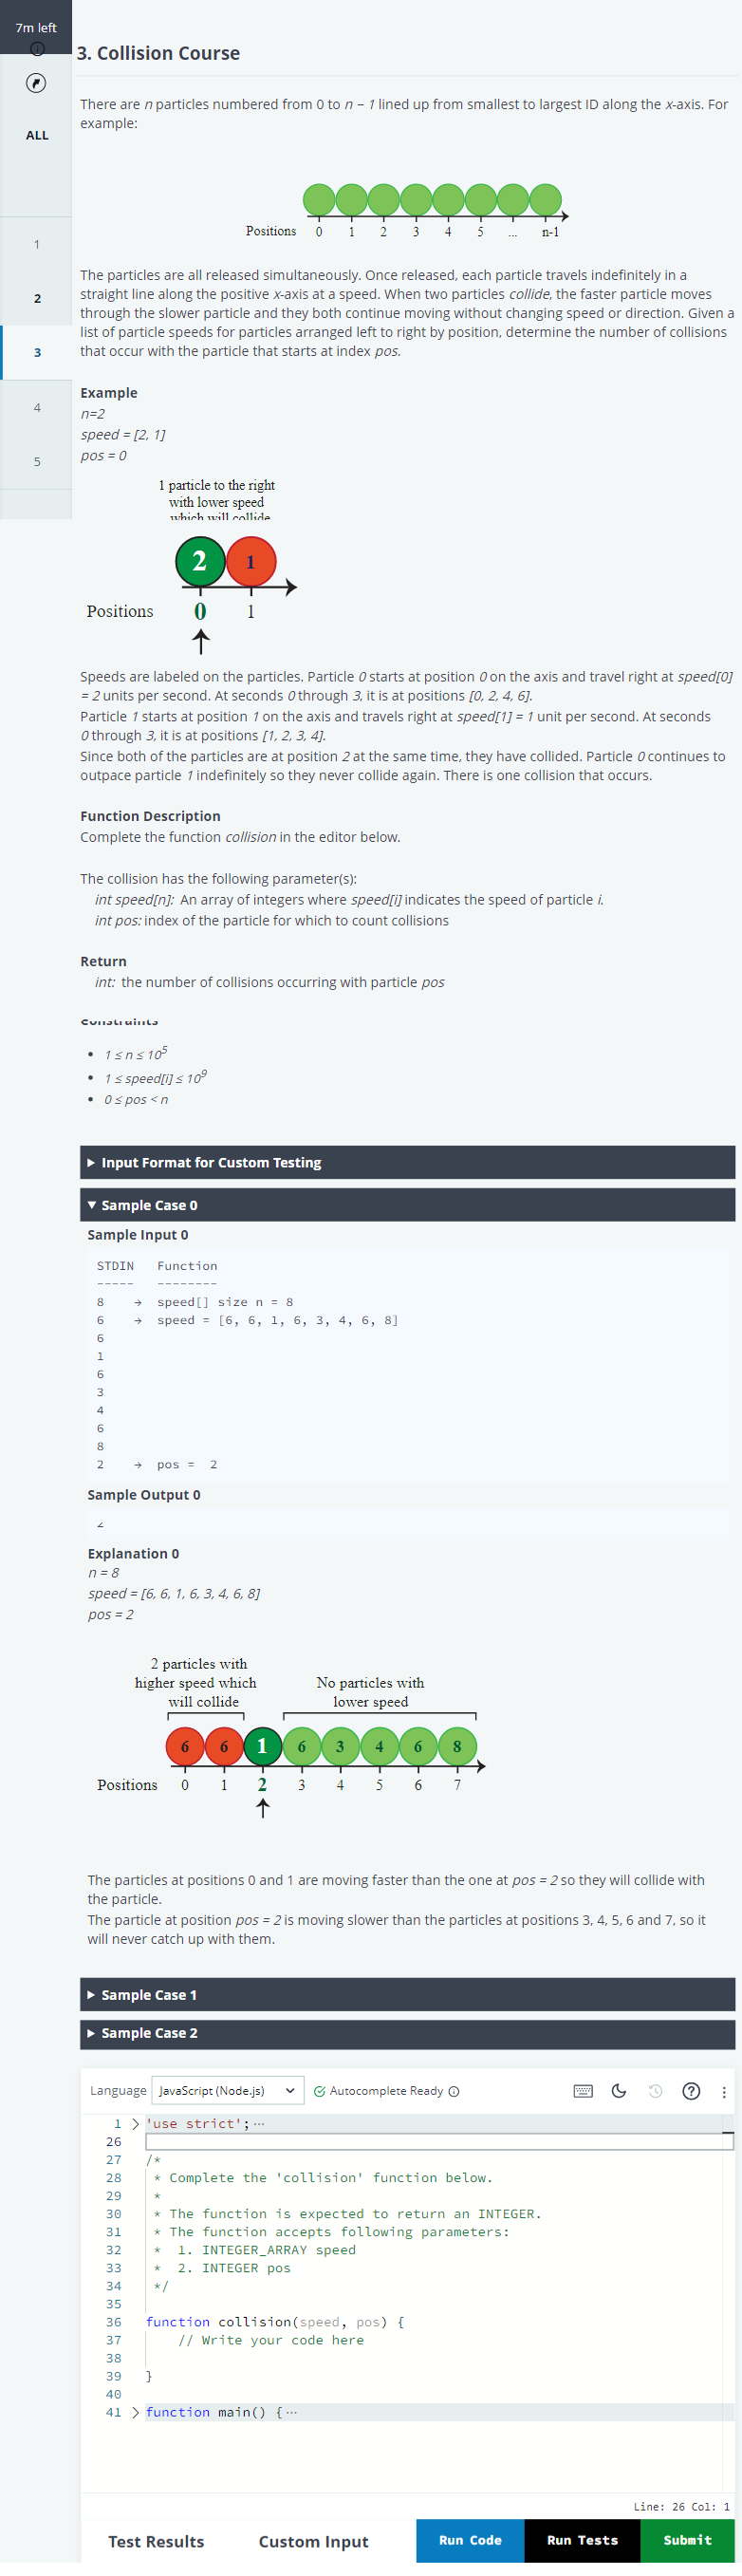 7m left
3. Collision Course
ALL
1
2
3
4
5
There are n particles numbered from 0 to n − 1 lined up from smallest to largest ID along the x-axis. For
example:
Positions 0 1 2 3 4 5 ... n-1
The particles are all released simultaneously. Once released, each particle travels indefinitely in a
straight line along the positive x-axis at a speed. When two particles collide, the faster particle moves
through the slower particle and they both continue moving without changing speed or direction. Given a
list of particle speeds for particles arranged left to right by position, determine the number of collisions
that occur with the particle that starts at index pos.
Example
n=2
speed = [2, 1]
pos = 0
1 particle to the right
with lower speed
which will collide
2 1
Positions 0 1
Speeds are labeled on the particles. Particle 0 starts at position 0 on the axis and travel right at speed[0]
= 2 units per second. At seconds 0 through 3, it is at positions [0, 2, 4, 6].
Particle 1 starts at position 1 on the axis and travels right at speed[1] = 1 unit per second. At seconds
0 through 3, it is at positions [1, 2, 3, 4].
Since both of the particles are at position 2 at the same time, they have collided. Particle 0 continues to
outpace particle 1 indefinitely so they never collide again. There is one collision that occurs.
Function Description
Complete the function collision in the editor below.
The collision has the following parameter(s):
int speed[n]: An array of integers where speed[i] indicates the speed of particle i.
int pos: index of the particle for which to count collisions
Return
int: the number of collisions occurring with particle pos
Constraints
• 1 ≤ n ≤ 10⁵
• 1 ≤ speed[i] ≤ 10⁹
• 0 ≤ pos < n
▶ Input Format for Custom Testing
▼ Sample Case 0
Sample Input 0
STDIN Function
----- --------
8 → speed[] size n = 8
6 → speed = [6, 6, 1, 6, 3, 4, 6, 8]
6
1
6
3
4
6
8
2 → pos = 2
Sample Output 0
2
Explanation 0
n = 8
speed = [6, 6, 1, 6, 3, 4, 6, 8]
pos = 2
2 particles with
higher speed which
will collide
No particles with
lower speed
6 6 1 6 3 4 6 8
Positions 0 1 2 3 4 5 6 7
The particles at positions 0 and 1 are moving faster than the one at pos = 2 so they will collide with
the particle.
The particle at position pos = 2 is moving slower than the particles at positions 3, 4, 5, 6 and 7, so it
will never catch up with them.
▶ Sample Case 1
▶ Sample Case 2
Language JavaScript (Node.js) Autocomplete Ready
1 > 'use strict'; ···
26
27 /*
28 * Complete the 'collision' function below.
29 *
30 * The function is expected to return an INTEGER.
31 * The function accepts following parameters:
32 * 1. INTEGER_ARRAY speed
33 * 2. INTEGER pos
34 */
35
36 function collision(speed, pos) {
37 // Write your code here
38
39 }
40
41 > function main() { ···
Line: 26 Col: 1
Test Results Custom Input Run Code Run Tests Submit